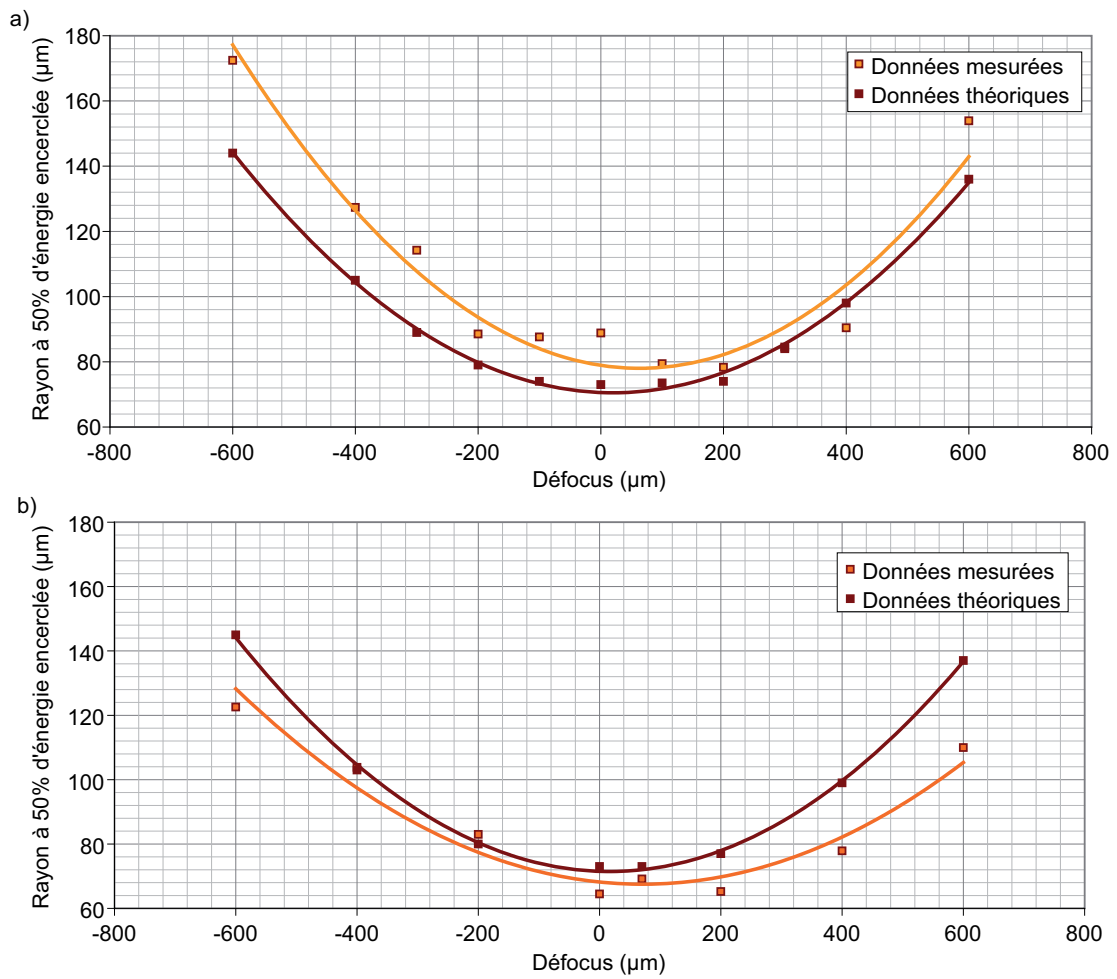 a)
Rayon à 50% d'énergie encerclée (µm)
180
160
140
120
100
80
60
Données mesurées
Données théoriques
-800 -600 -400 -200 0 200 400 600 800
Défocus (µm)
b)
Rayon à 50% d'énergie encerclée (µm)
180
160
140
120
100
80
60
Données mesurées
Données théoriques
-800 -600 -400 -200 0 200 400 600 800
Défocus (µm)